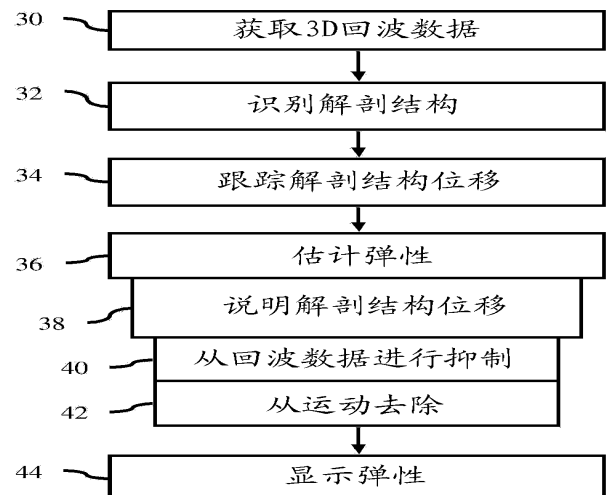 30 获取3D回波数据
32 识别解剖结构
34 跟踪解剖结构位移
36 估计弹性
38 说明解剖结构位移
40 从回波数据进行抑制
42 从运动去除
44 显示弹性